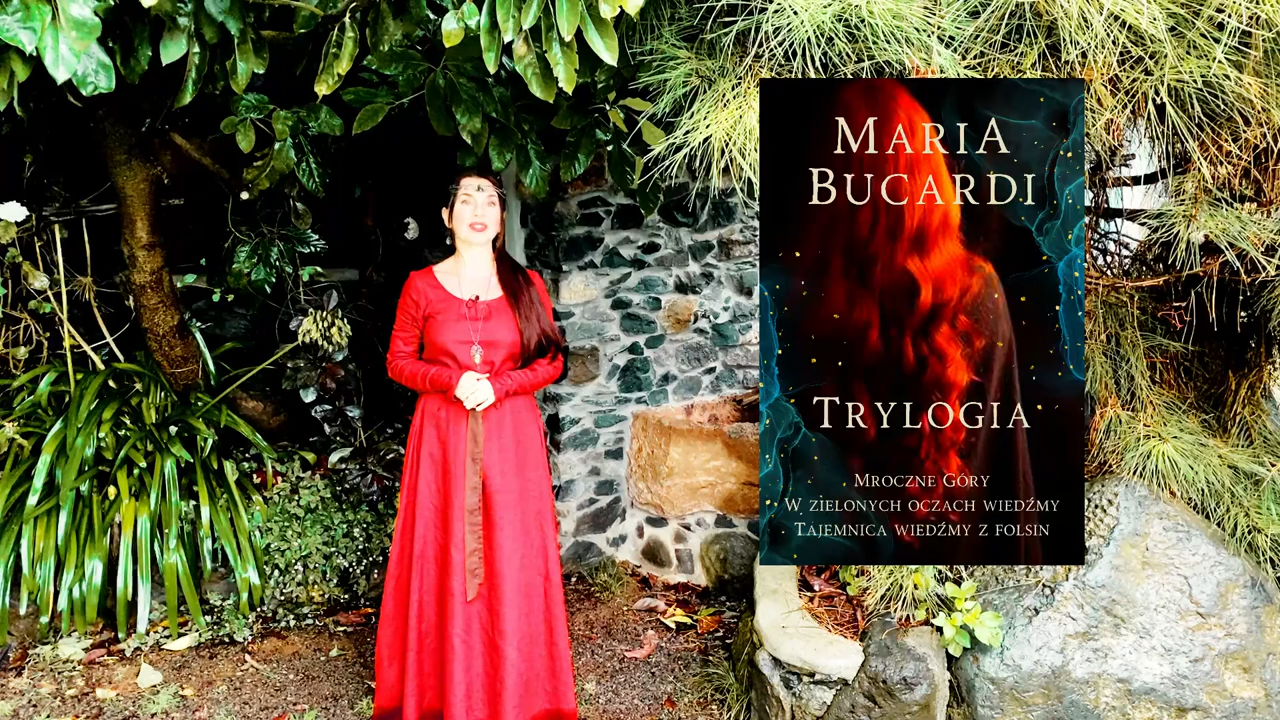 Maria
Bucardi
Trylogia
Mroczne Góry
W zielonych oczach wiedźmy
Tajemnica wiedźmy z Folsin